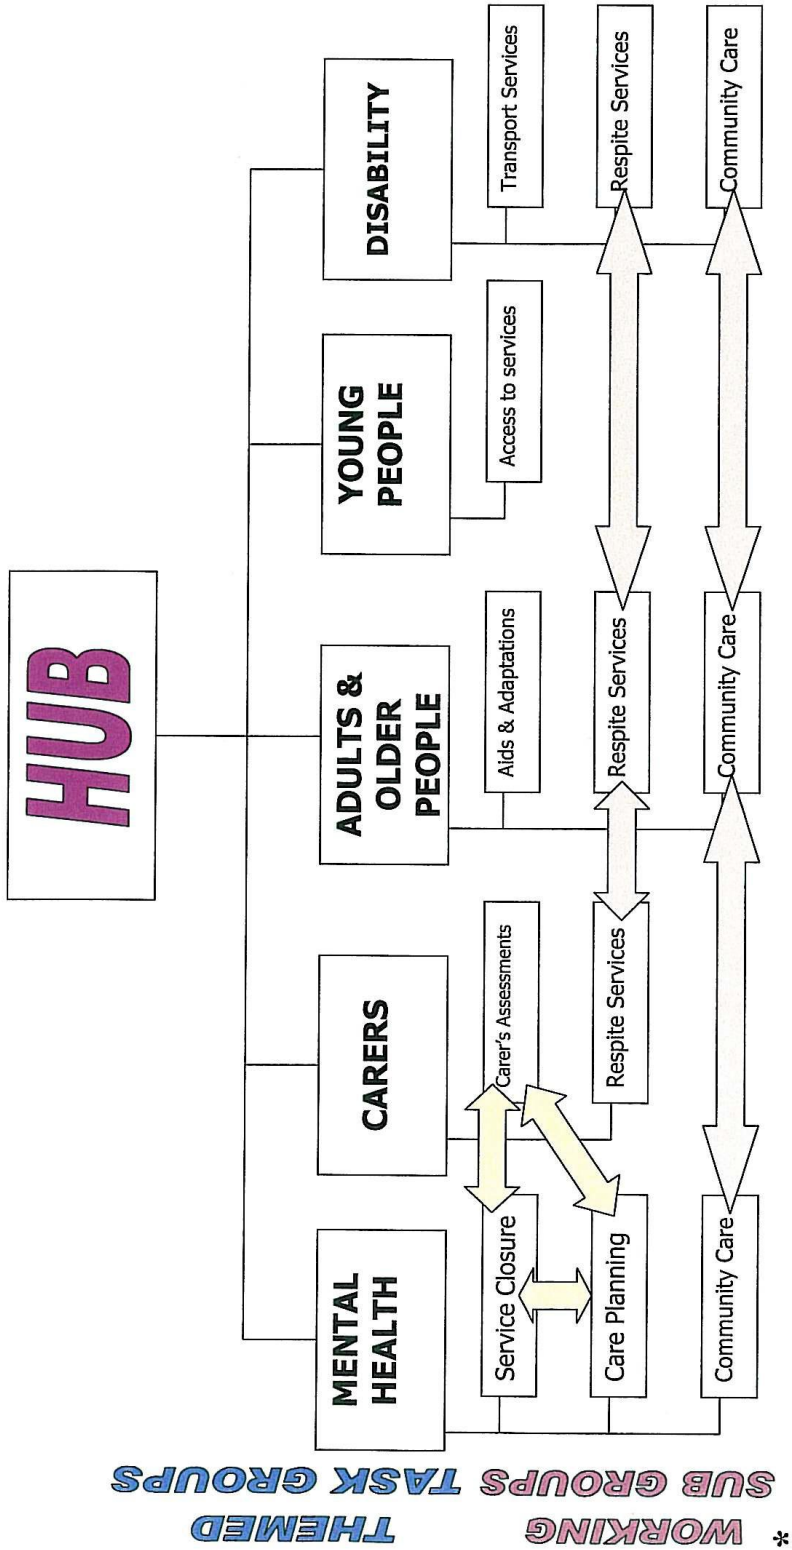 HUB
THEMED
TASK GROUPS
MENTAL
HEALTH
CARERS
ADULTS &
OLDER
PEOPLE
YOUNG
PEOPLE
DISABILITY
* WORKING
SUB GROUPS
Service Closure
Care Planning
Community Care
Carer's Assessments
Respite Services
Aids & Adaptations
Respite Services
Community Care
Access to services
Transport Services
Respite Services
Community Care